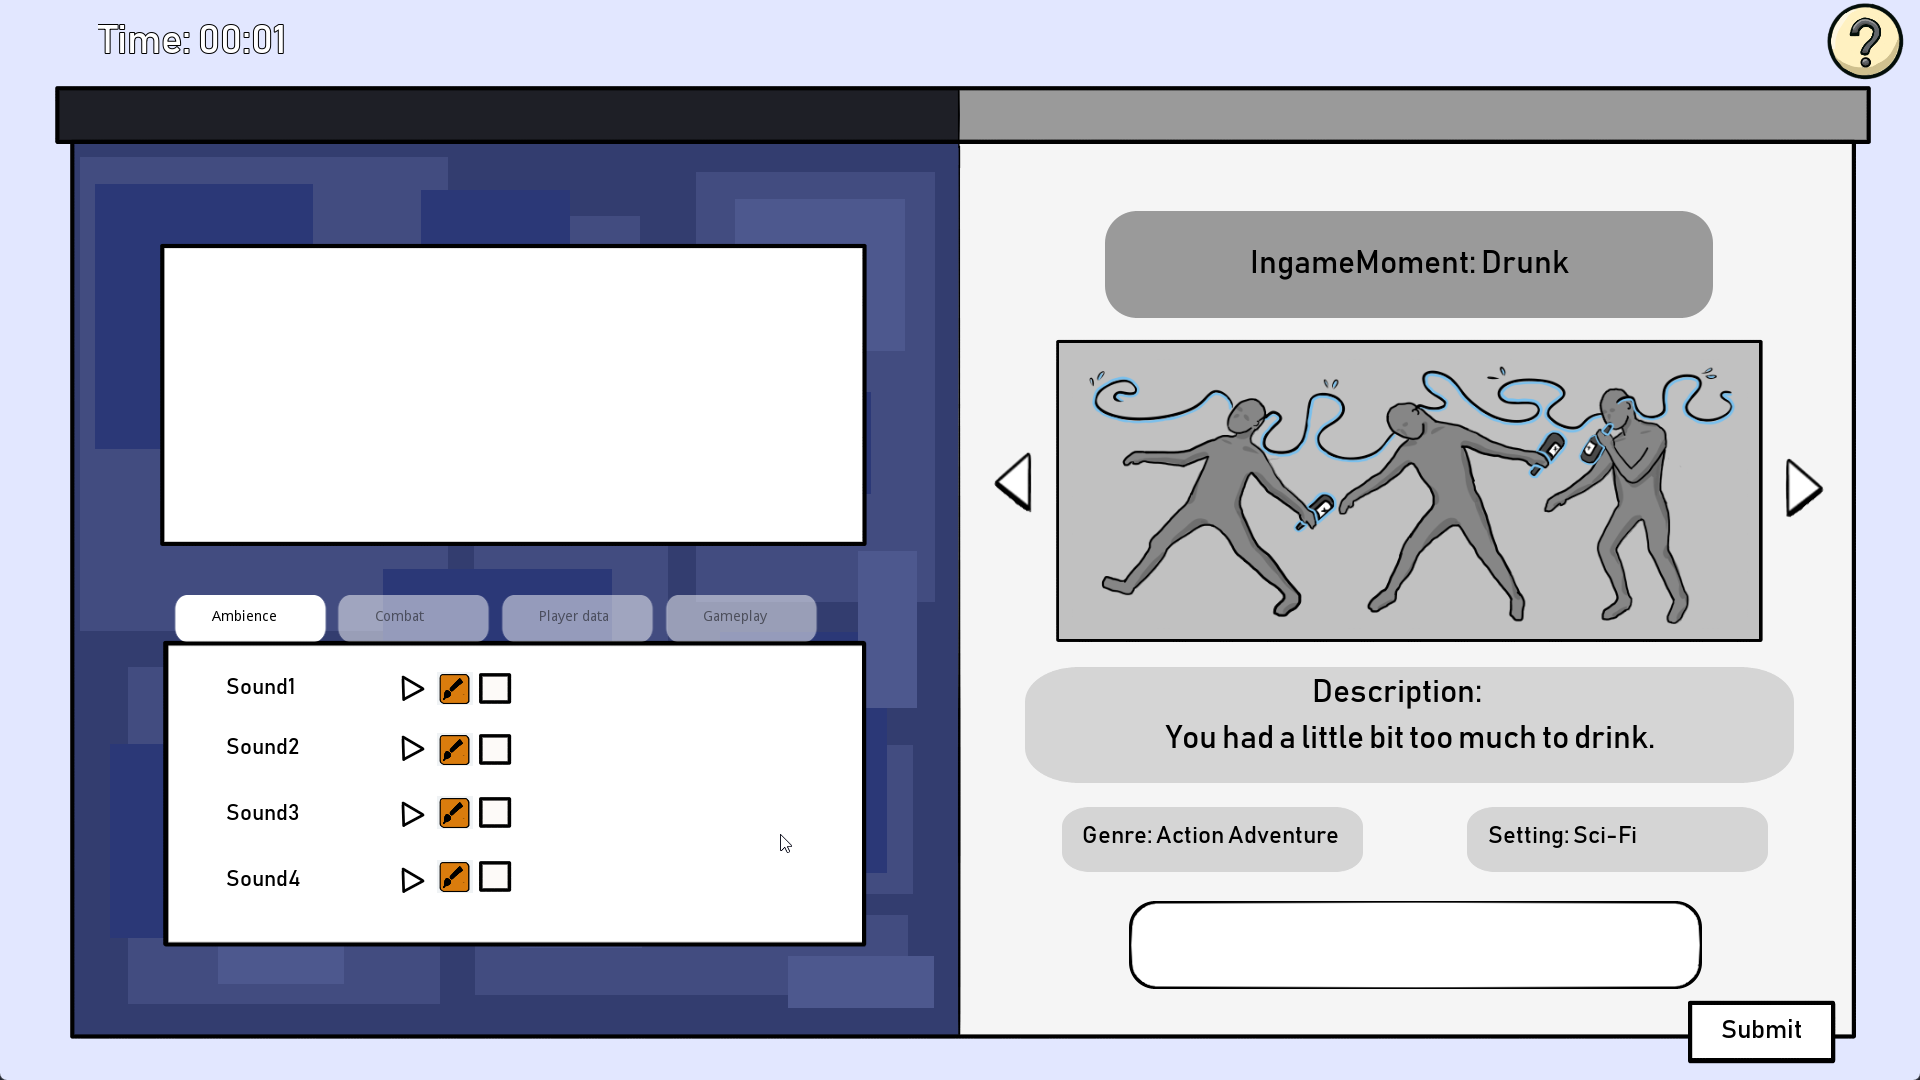 Time: 00:01
?
Ambience
Combat
Player data
Gameplay
Sound1
Sound2
Sound3
Sound4
IngameMoment: Drunk
Description:
You had a little bit too much to drink.
Genre: Action Adventure
Setting: Sci-Fi
Submit